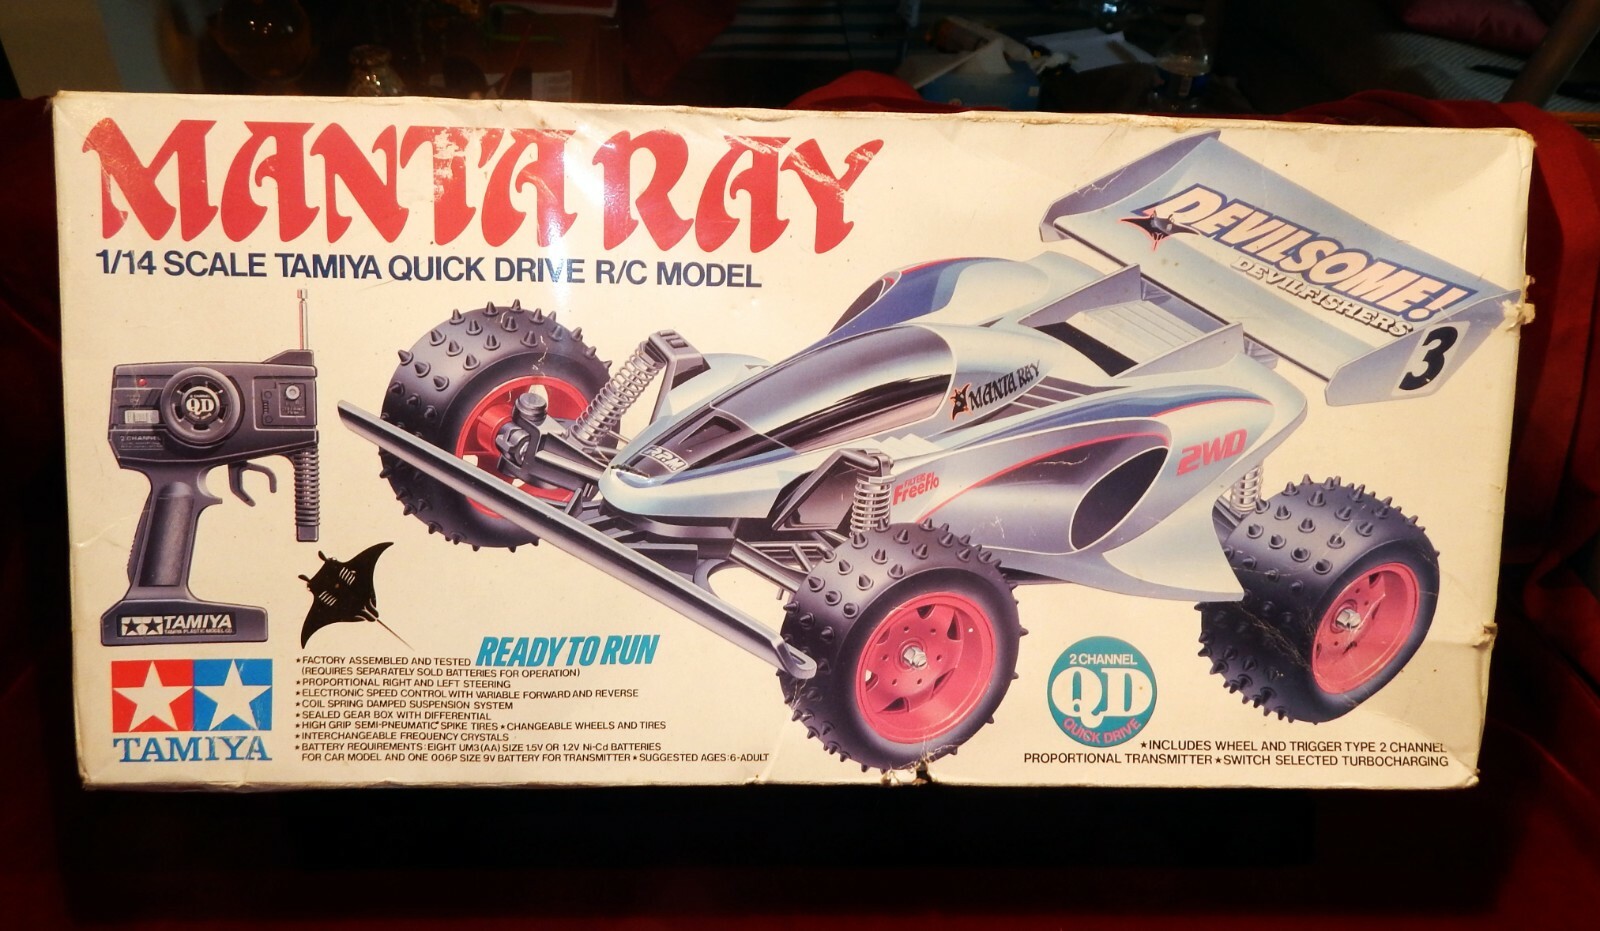 MANTA RAY
1/14 SCALE TAMIYA QUICK DRIVE R/C MODEL
DEVILSOME!
DEVILFISHERS
3
MANTA RAY
2WD
Freeflo
RPM
QD
2 CHANNEL
TAMIYA
TAMIYA PLASTIC MODEL CO.
TAMIYA
READY TO RUN
★FACTORY ASSEMBLED AND TESTED
(REQUIRES SEPARATELY SOLD BATTERIES FOR OPERATION)
★PROPORTIONAL RIGHT AND LEFT STEERING
★ELECTRONIC SPEED CONTROL WITH VARIABLE FORWARD AND REVERSE
★COIL SPRING DAMPED SUSPENSION SYSTEM
★SEALED GEAR BOX WITH DIFFERENTIAL
★HIGH GRIP SEMI-PNEUMATIC SPIKE TIRES ★CHANGEABLE WHEELS AND TIRES
★INTERCHANGEABLE FREQUENCY CRYSTALS
★BATTERY REQUIREMENTS: EIGHT UM3(AA) SIZE 1.5V OR 1.2V Ni-Cd BATTERIES
FOR CAR MODEL AND ONE 006P SIZE 9V BATTERY FOR TRANSMITTER ★SUGGESTED AGES: 6-ADULT
2 CHANNEL
QD
QUICK DRIVE
★INCLUDES WHEEL AND TRIGGER TYPE 2 CHANNEL
PROPORTIONAL TRANSMITTER ★SWITCH SELECTED TURBOCHARGING